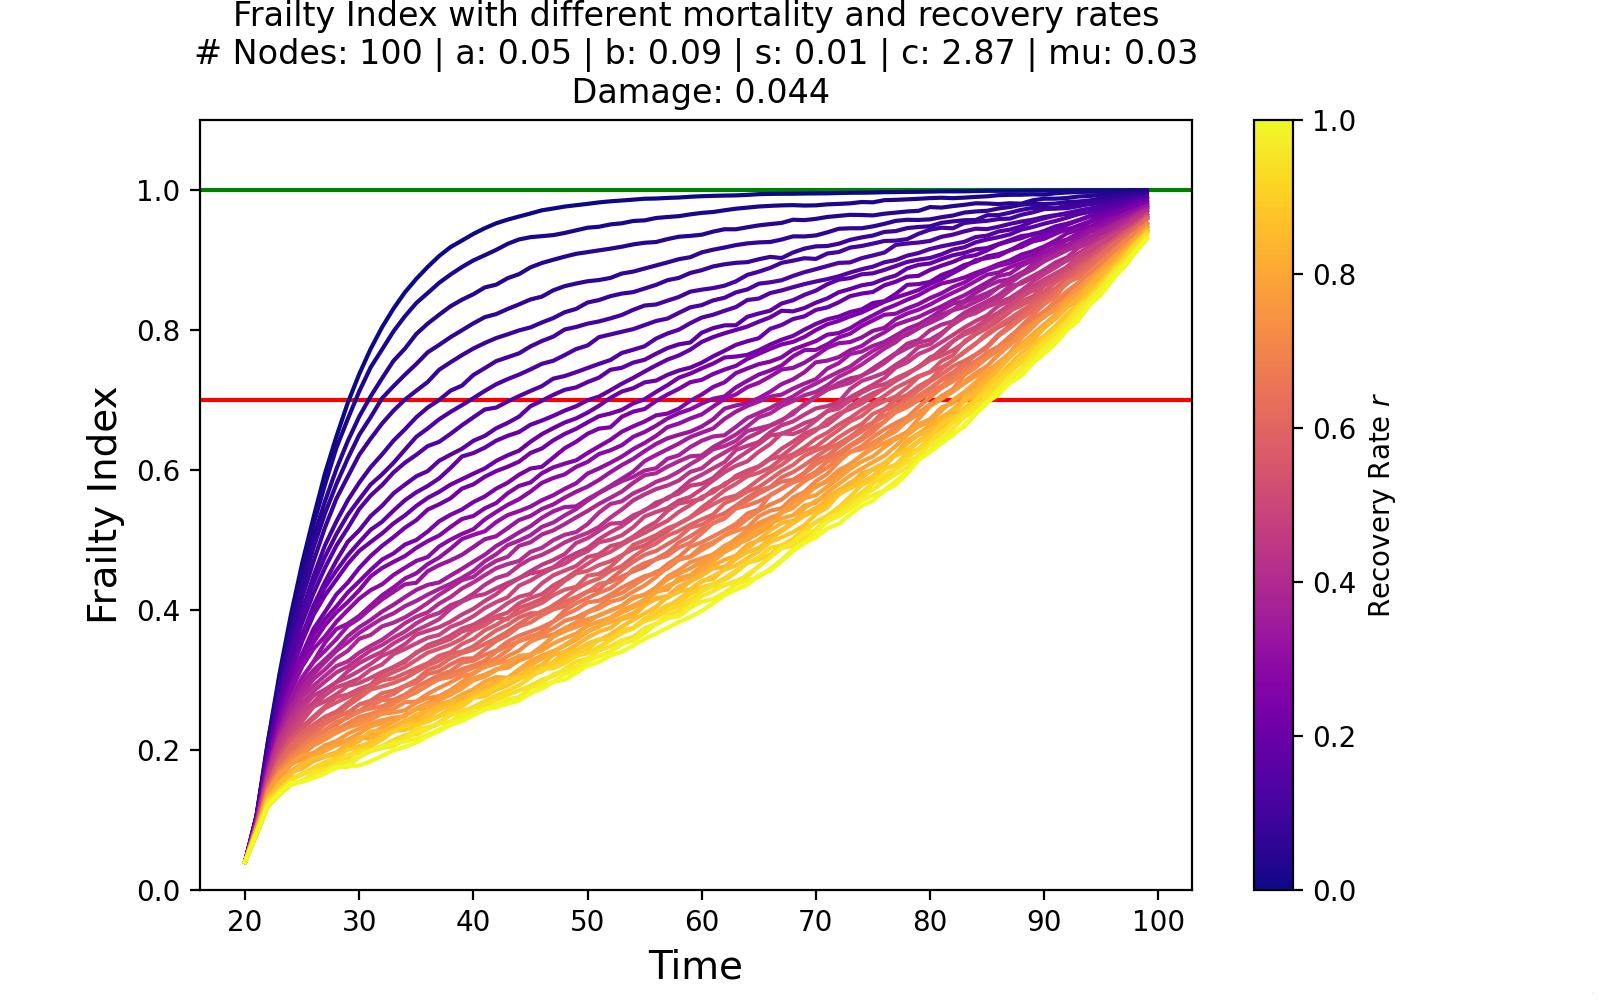 Frailty Index with different mortality and recovery rates
# Nodes: 100 | a: 0.05 | b: 0.09 | s: 0.01 | c: 2.87 | mu: 0.03
Damage: 0.044
Frailty Index
1.0
0.8
0.6
0.4
0.2
0.0
20 30 40 50 60 70 80 90 100
Time
1.0
0.8
0.6
0.4
0.2
0.0
Recovery Rate r